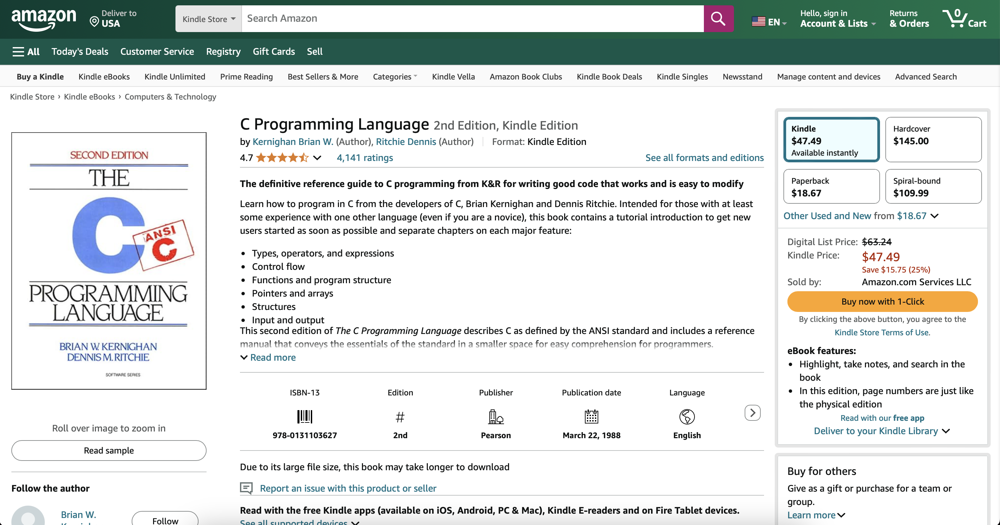 amazon
Deliver to
USA
Kindle Store
Search Amazon
EN
Hello, sign in
Account & Lists
Returns
& Orders
0
Cart
All
Today's Deals
Customer Service
Registry
Gift Cards
Sell
Buy a Kindle
Kindle eBooks
Kindle Unlimited
Prime Reading
Best Sellers & More
Categories
Kindle Vella
Amazon Book Clubs
Kindle Book Deals
Kindle Singles
Newsstand
Manage content and devices
Advanced Search
Kindle Store › Kindle eBooks › Computers & Technology
SECOND EDITION
THE
C
ANSI
C
PROGRAMMING
LANGUAGE
BRIAN W. KERNIGHAN
DENNIS M. RITCHIE
SOFTWARE SERIES
Roll over image to zoom in
Read sample
Follow the author
Brian W.
Follow
C Programming Language 2nd Edition, Kindle Edition
by Kernighan Brian W. (Author), Ritchie Dennis (Author) Format: Kindle Edition
4.7 4,141 ratings See all formats and editions
The definitive reference guide to C programming from K&R for writing good code that works and is easy to modify
Learn how to program in C from the developers of C, Brian Kernighan and Dennis Ritchie. Intended for those with at least
some experience with one other language (even if you are a novice), this book contains a tutorial introduction to get new
users started as soon as possible and separate chapters on each major feature:
• Types, operators, and expressions
• Control flow
• Functions and program structure
• Pointers and arrays
• Structures
• Input and output
This second edition of The C Programming Language describes C as defined by the ANSI standard and includes a reference
manual that conveys the essentials of the standard in a smaller space for easy comprehension for programmers.
Read more
ISBN-13
978-0131103627
Edition
#
2nd
Publisher
Pearson
Publication date
March 22, 1988
Language
English
Due to its large file size, this book may take longer to download
Report an issue with this product or seller
Read with the free Kindle apps (available on iOS, Android, PC & Mac), Kindle E-readers and on Fire Tablet devices.
See all supported devices
Kindle
$47.49
Available instantly
Hardcover
$145.00
Paperback
$18.67
Spiral-bound
$109.99
Other Used and New from $18.67
Digital List Price: $63.24
Kindle Price: $47.49
Save $15.75 (25%)
Sold by: Amazon.com Services LLC
Buy now with 1-Click
By clicking the above button, you agree to the
Kindle Store Terms of Use.
eBook features:
• Highlight, take notes, and search in the
book
• In this edition, page numbers are just like
the physical edition
Read with our free app
Deliver to your Kindle Library
Buy for others
Give as a gift or purchase for a team or
group.
Learn more